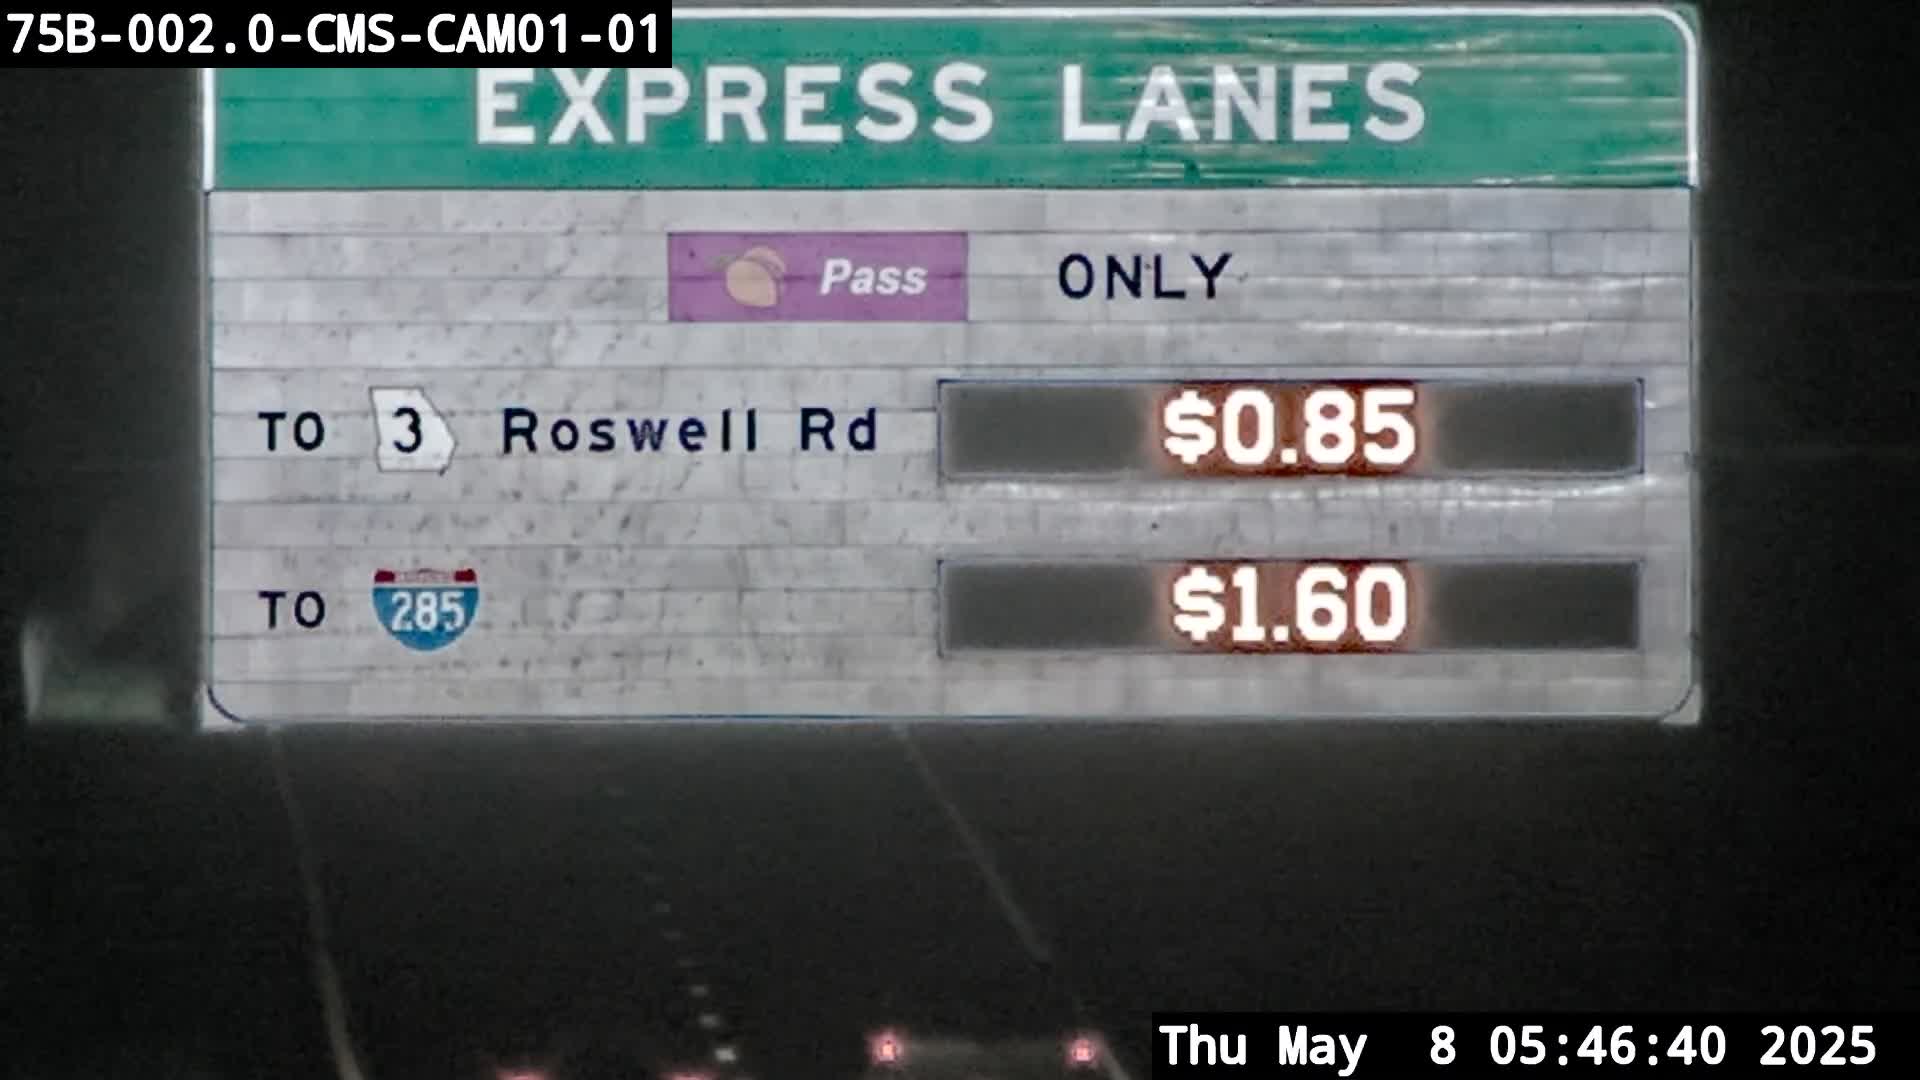 75B-002.0-CMS-CAM01-01
EXPRESS LANES
Pass ONLY
TO 3 Roswell Rd $0.85
TO 285 $1.60
Thu May 8 05:46:40 2025